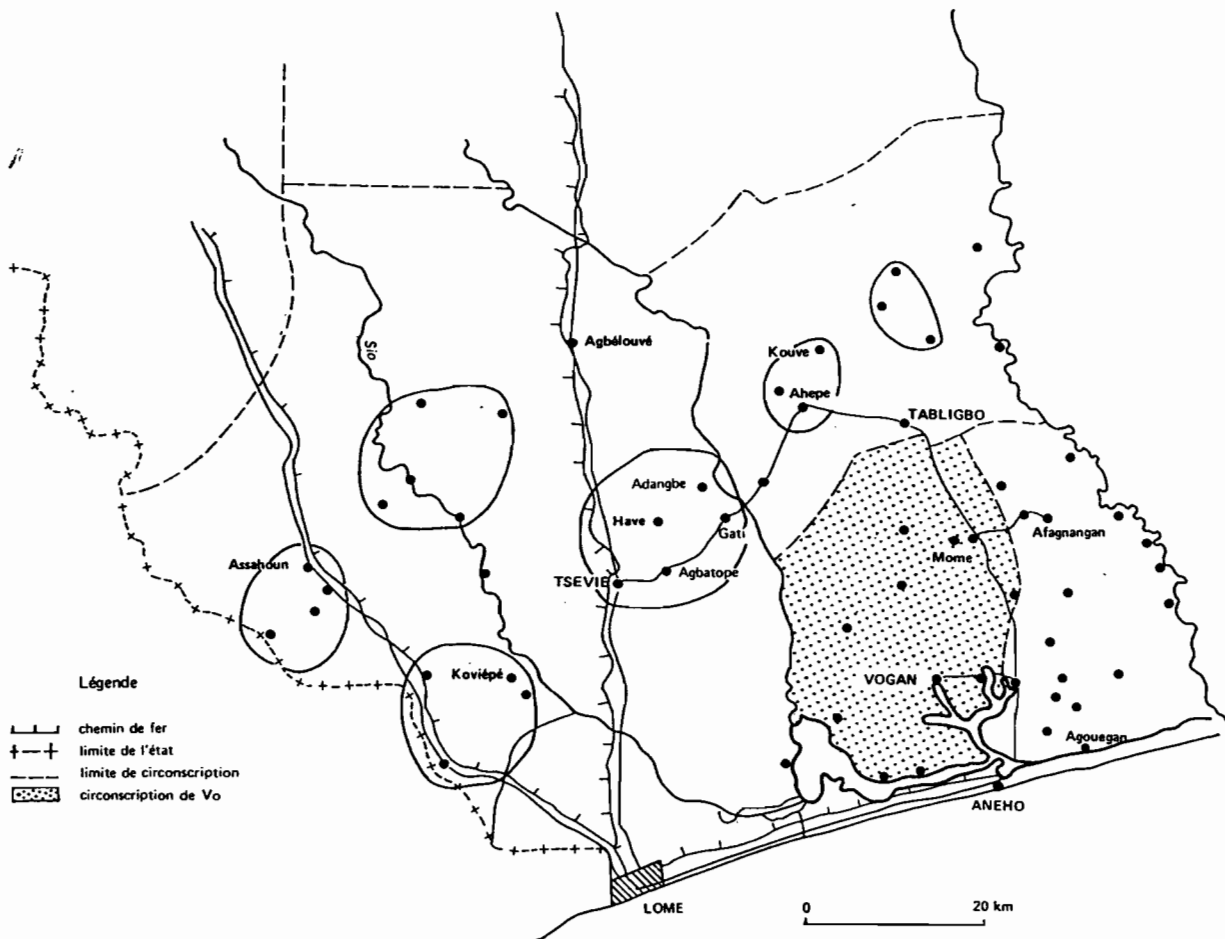 Sio
Agbélouvé
Kouve
Ahepe
TABLIGBO
Adangbe
Have
Gati
Afagnangan
Mome
Assahoun
TSEVIE
Agbatope
Koviépé
VOGAN
Légende
chemin de fer
limite de l'état
limite de circonscription
circonscription de Vo
Agouegan
ANEHO
LOME
0 20 km